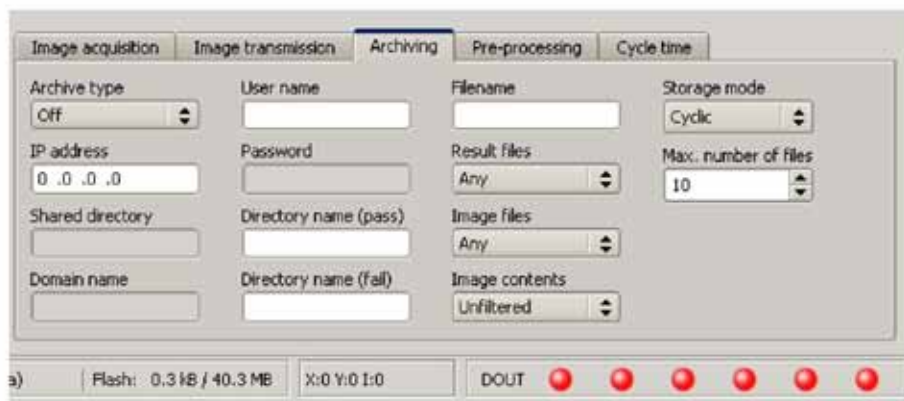 Image acquisition Image transmission Archiving Pre-processing Cycle time
Archive type User name Filename Storage mode
Off Cyclic
IP address Password Result files Max. number of files
0 .0 .0 .0 Any 10
Shared directory Directory name (pass) Image files
Any
Domain name Directory name (fail) Image contents
Unfiltered
a) Flash: 0.3 kB / 40.3 MB X:0 Y:0 I:0 DOUT